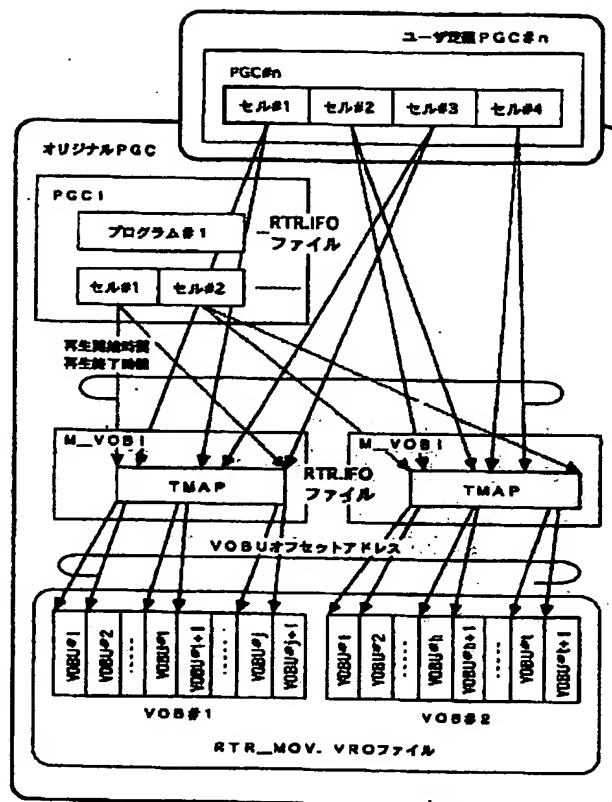 ユーザ定義PGC#n
PGC#n
セル#1 セル#2 セル#3 セル#4
オリジナルPGC
PGCI
プログラム#1
RTR.IFO
ファイル
セル#1 セル#2
再生開始時間
再生終了時間
M_VOBI M_VOBI
TMAP TMAP
RTR.IFO
ファイル
VOBUオフセットアドレス
VOBU#1 VOBU#2 ..... VOBU#i VOBU#i+1 ..... VOBU#j VOBU#j+1
VOBU#1 VOBU#2 ..... VOBU#h VOBU#h+1 .....
VOB#1 VOB#2
RTR_MOV. VROファイル